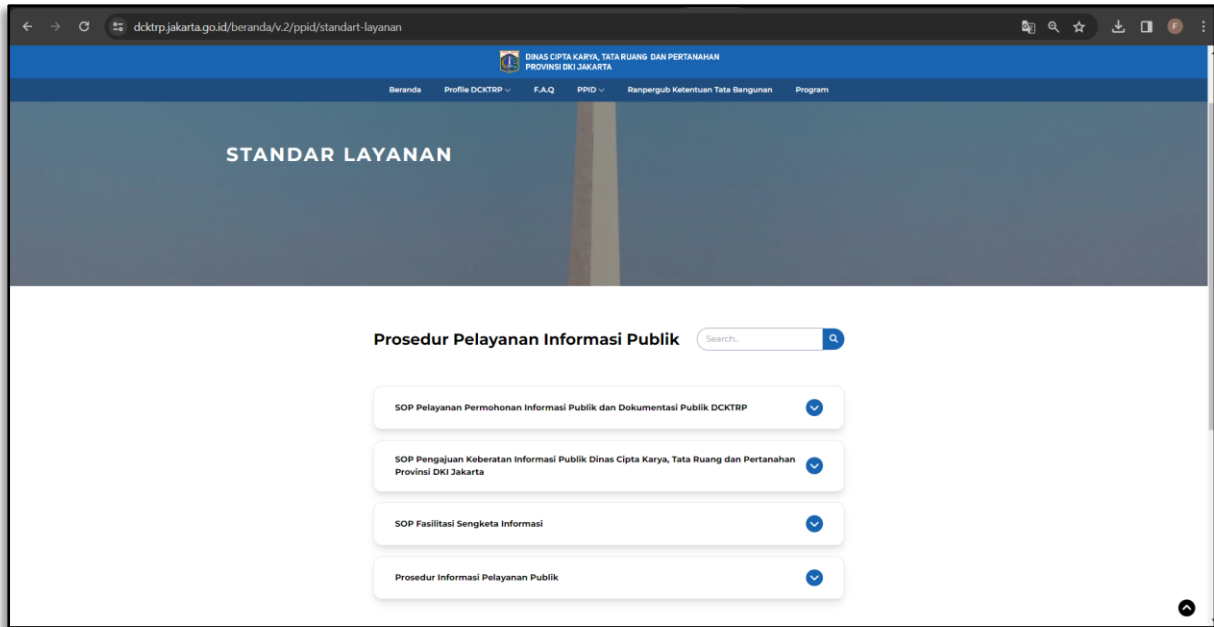 dcktrp.jakarta.go.id/beranda/v.2/ppid/standart-layanan
F
DINAS CIPTA KARYA, TATA RUANG DAN PERTANAHAN
PROVINSI DKI JAKARTA
Beranda Profile DCKTRP F.A.Q PPID Ranpergub Ketentuan Tata Bangunan Program
STANDAR LAYANAN
Prosedur Pelayanan Informasi Publik Search..
SOP Pelayanan Permohonan Informasi Publik dan Dokumentasi Publik DCKTRP
SOP Pengajuan Keberatan Informasi Publik Dinas Cipta Karya, Tata Ruang dan Pertanahan
Provinsi DKI Jakarta
SOP Fasilitasi Sengketa Informasi
Prosedur Informasi Pelayanan Publik